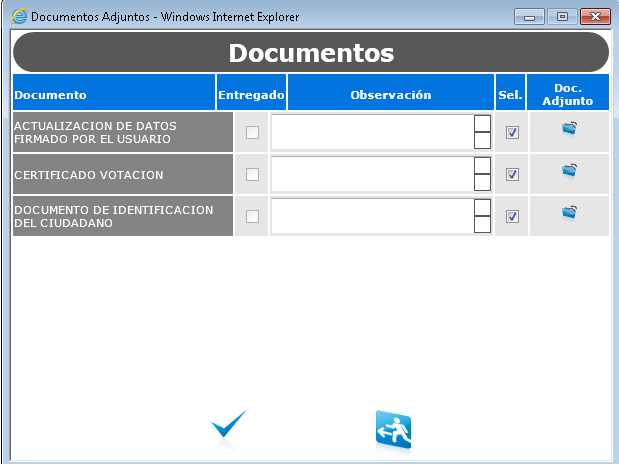 Documentos Adjuntos - Windows Internet Explorer
Documentos
Documento Entregado Observación Sel. Doc. Adjunto
ACTUALIZACION DE DATOS
FIRMADO POR EL USUARIO
CERTIFICADO VOTACION
DOCUMENTO DE IDENTIFICACION
DEL CIUDADANO